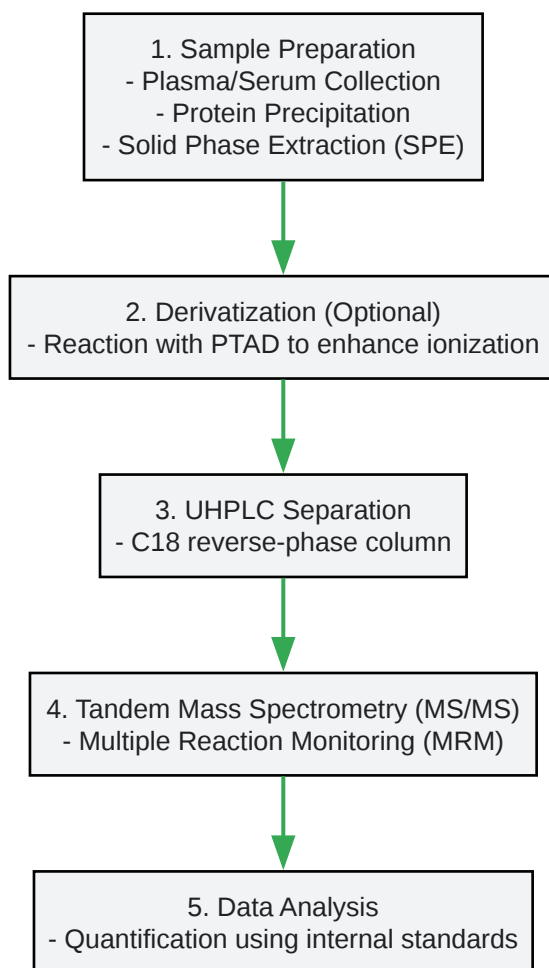 1. Sample Preparation
- Plasma/Serum Collection
- Protein Precipitation
- Solid Phase Extraction (SPE)
2. Derivatization (Optional)
- Reaction with PTAD to enhance ionization
3. UHPLC Separation
- C18 reverse-phase column
4. Tandem Mass Spectrometry (MS/MS)
- Multiple Reaction Monitoring (MRM)
5. Data Analysis
- Quantification using internal standards